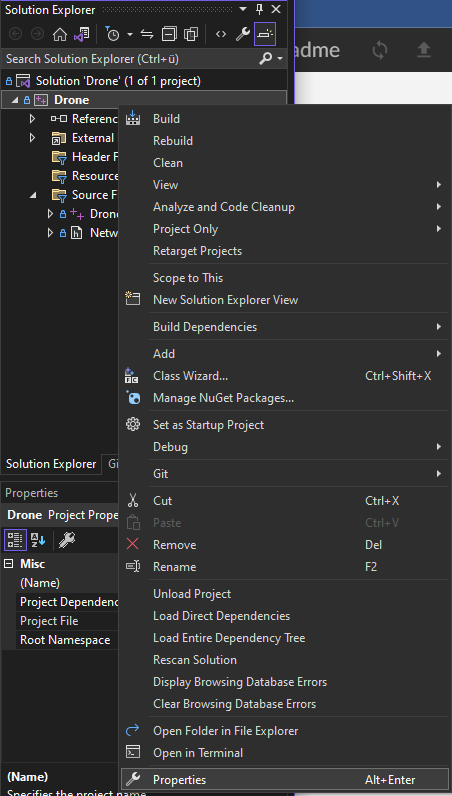 Solution Explorer
adme
Search Solution Explorer (Ctrl+ü)
Solution 'Drone' (1 of 1 project)
Drone
Referenc
Build
External
Rebuild
Header F
Clean
Resource
View
Source F
Analyze and Code Cleanup
Drone
Project Only
Netw
Retarget Projects
Scope to This
New Solution Explorer View
Build Dependencies
Add
Class Wizard... Ctrl+Shift+X
Manage NuGet Packages...
Set as Startup Project
Debug
Solution Explorer Gi
Git
Properties
Cut Ctrl+X
Drone Project Prope
Paste Ctrl+V
Remove Del
Misc
Rename F2
(Name)
Unload Project
Project Dependenc
Load Direct Dependencies
Project File
Load Entire Dependency Tree
Root Namespace
Rescan Solution
Display Browsing Database Errors
Clear Browsing Database Errors
Open Folder in File Explorer
Open in Terminal
(Name)
Properties Alt+Enter
Specifies the project name